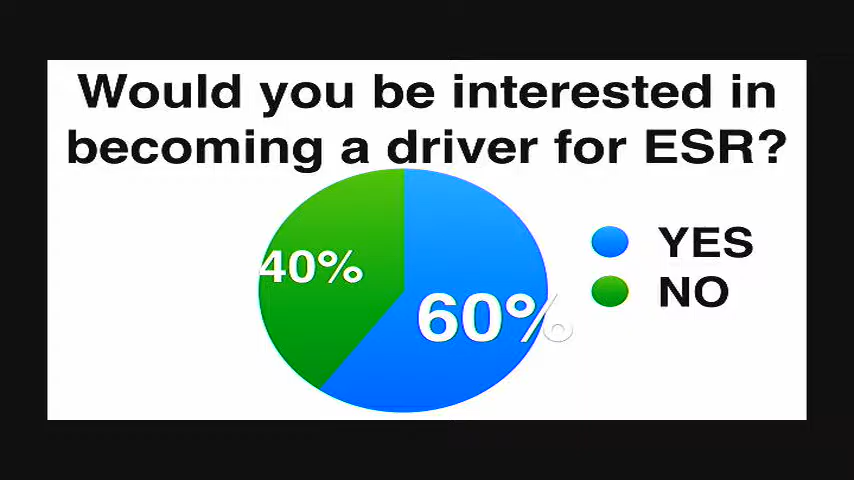 Would you be interested in
becoming a driver for ESR?
YES
40%
NO
60%